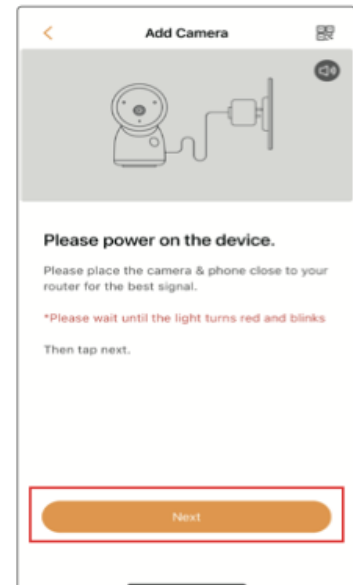 Add Camera
Please power on the device.
Please place the camera & phone close to your
router for the best signal.
*Please wait until the light turns red and blinks
Then tap next.
Next